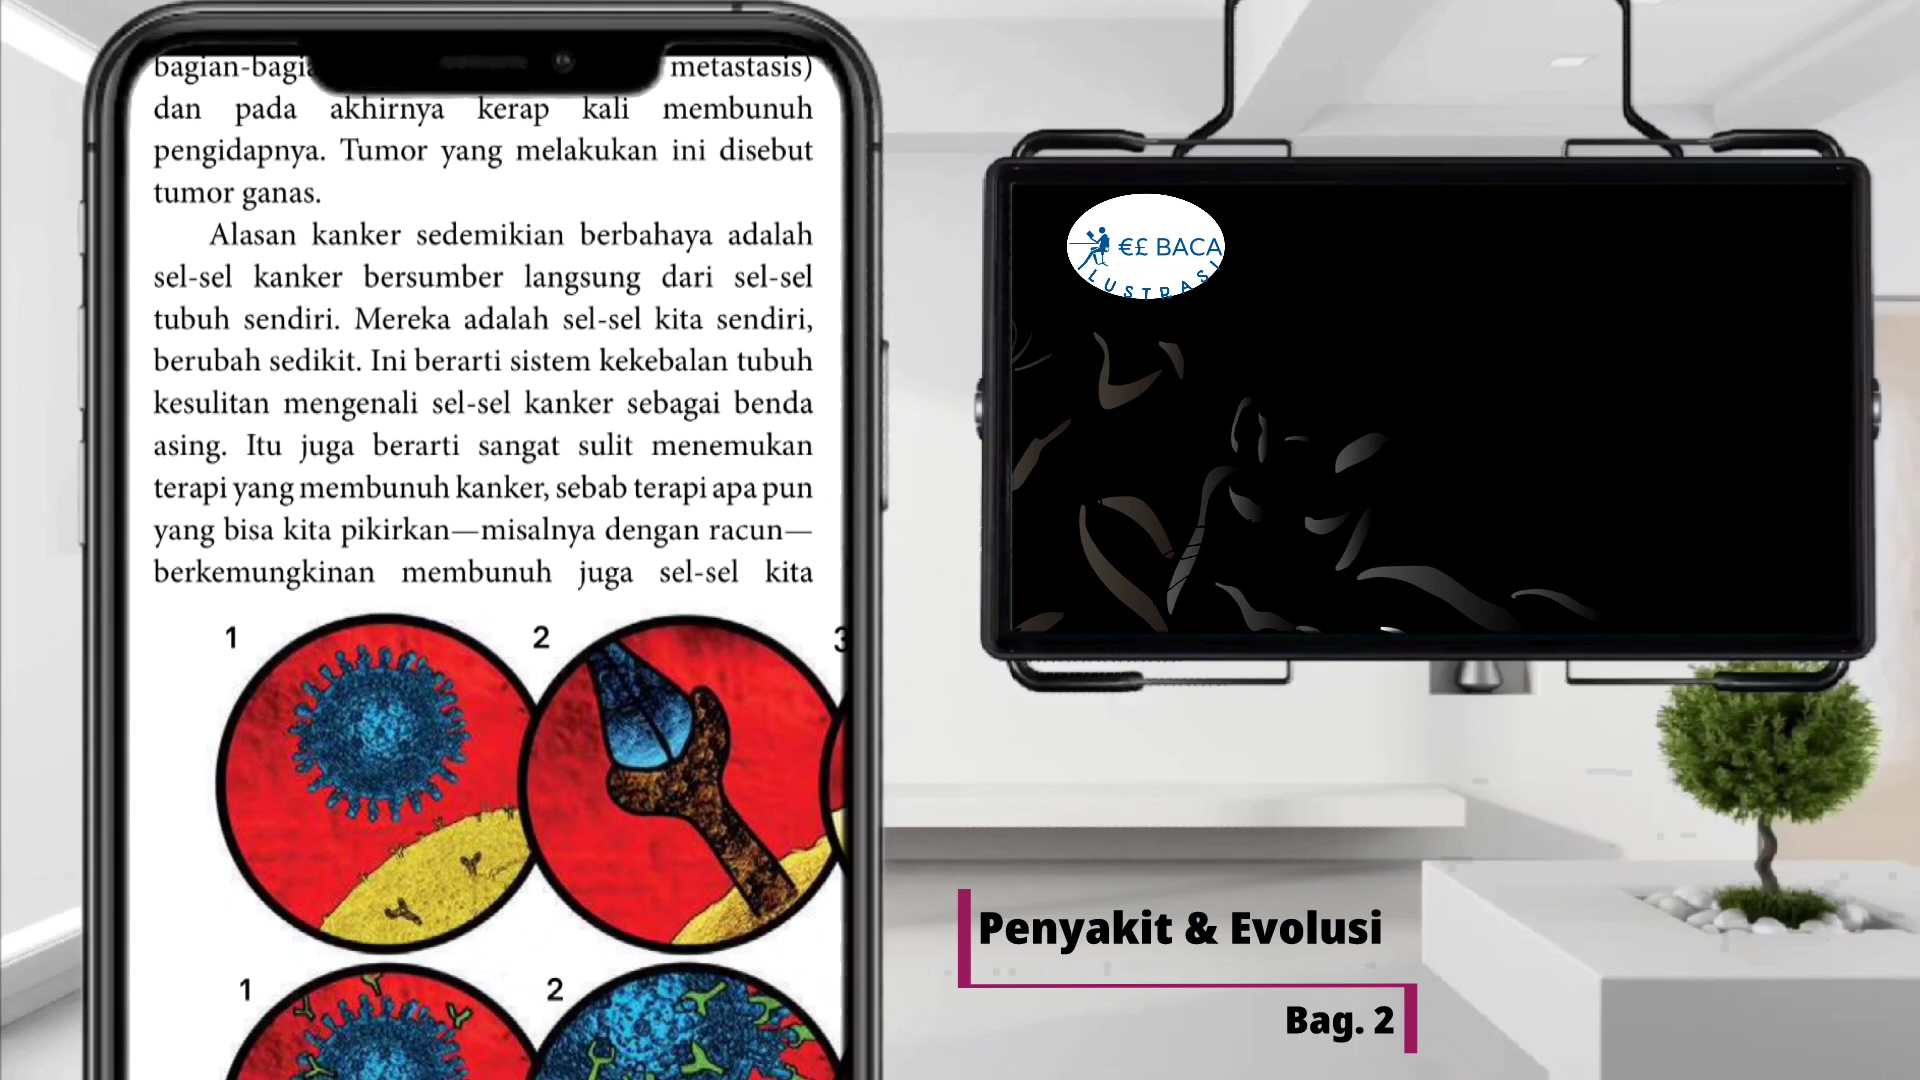 bagian-bagia metastasis)
dan pada akhirnya kerap kali membunuh
pengidapnya. Tumor yang melakukan ini disebut
tumor ganas.
Alasan kanker sedemikian berbahaya adalah
sel-sel kanker bersumber langsung dari sel-sel
tubuh sendiri. Mereka adalah sel-sel kita sendiri,
berubah sedikit. Ini berarti sistem kekebalan tubuh
kesulitan mengenali sel-sel kanker sebagai benda
asing. Itu juga berarti sangat sulit menemukan
terapi yang membunuh kanker, sebab terapi apa pun
yang bisa kita pikirkan—misalnya dengan racun—
berkemungkinan membunuh juga sel-sel kita
1 2 3
1 2
€£ BACA
ILUSTRASI
Penyakit & Evolusi
Bag. 2